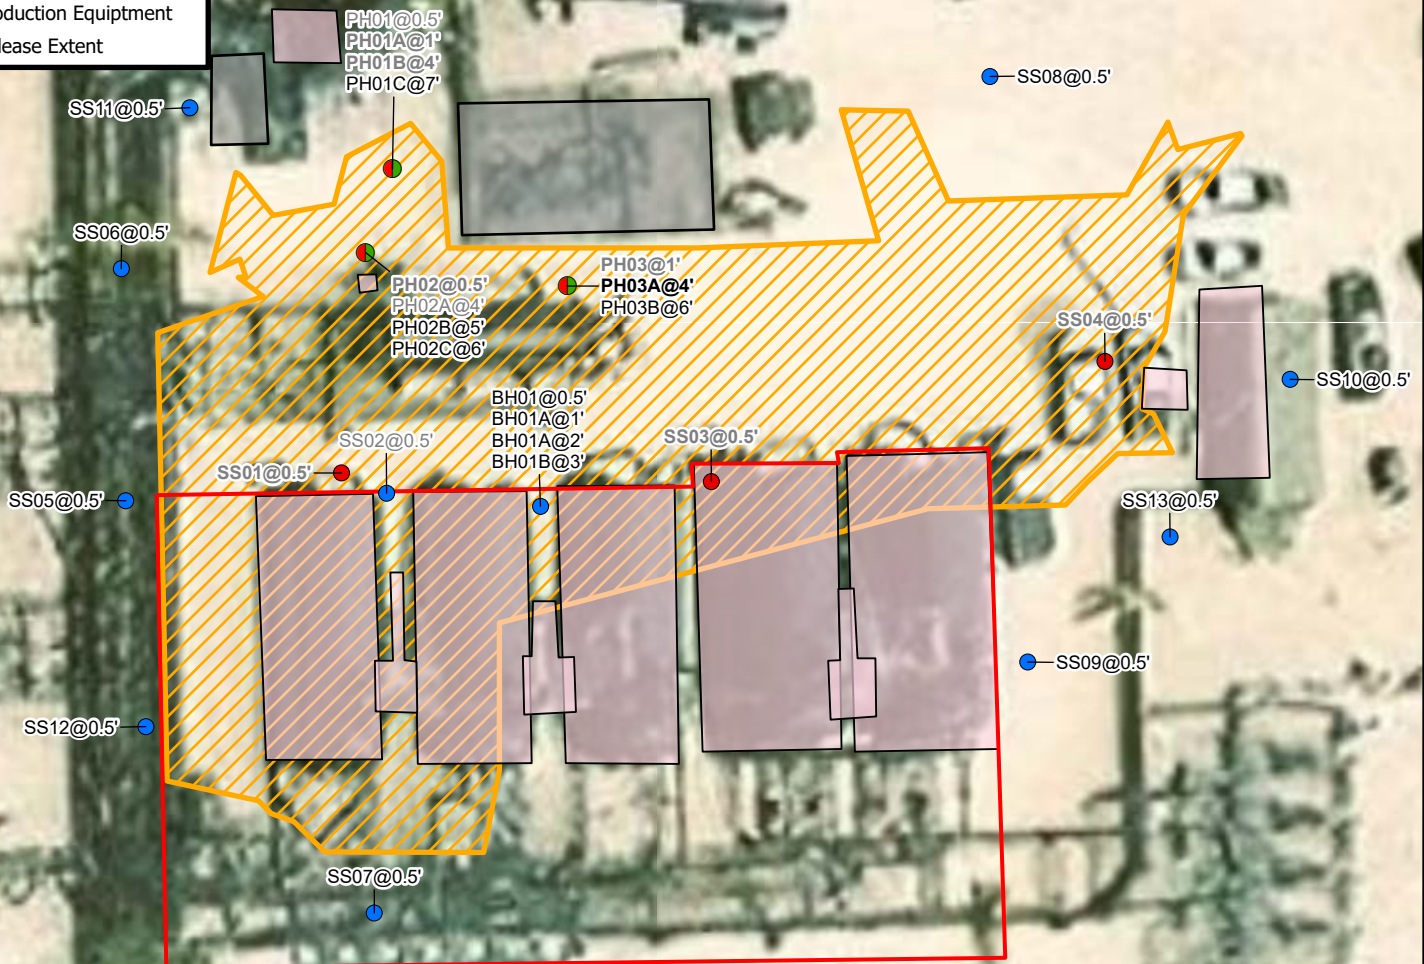 oduction Equiptment
lease Extent
PH01@0.5'
PH01A@1'
PH01B@4'
PH01C@7'
SS08@0.5'
SS11@0.5'
SS06@0.5'
PH02@0.5'
PH02A@4'
PH02B@5'
PH02C@6'
PH03@1'
PH03A@4'
PH03B@6'
SS04@0.5'
SS10@0.5'
BH01@0.5'
BH01A@1'
BH01A@2'
BH01B@3'
SS02@0.5'
SS03@0.5'
SS01@0.5'
SS05@0.5'
SS13@0.5'
SS09@0.5'
SS12@0.5'
SS07@0.5'